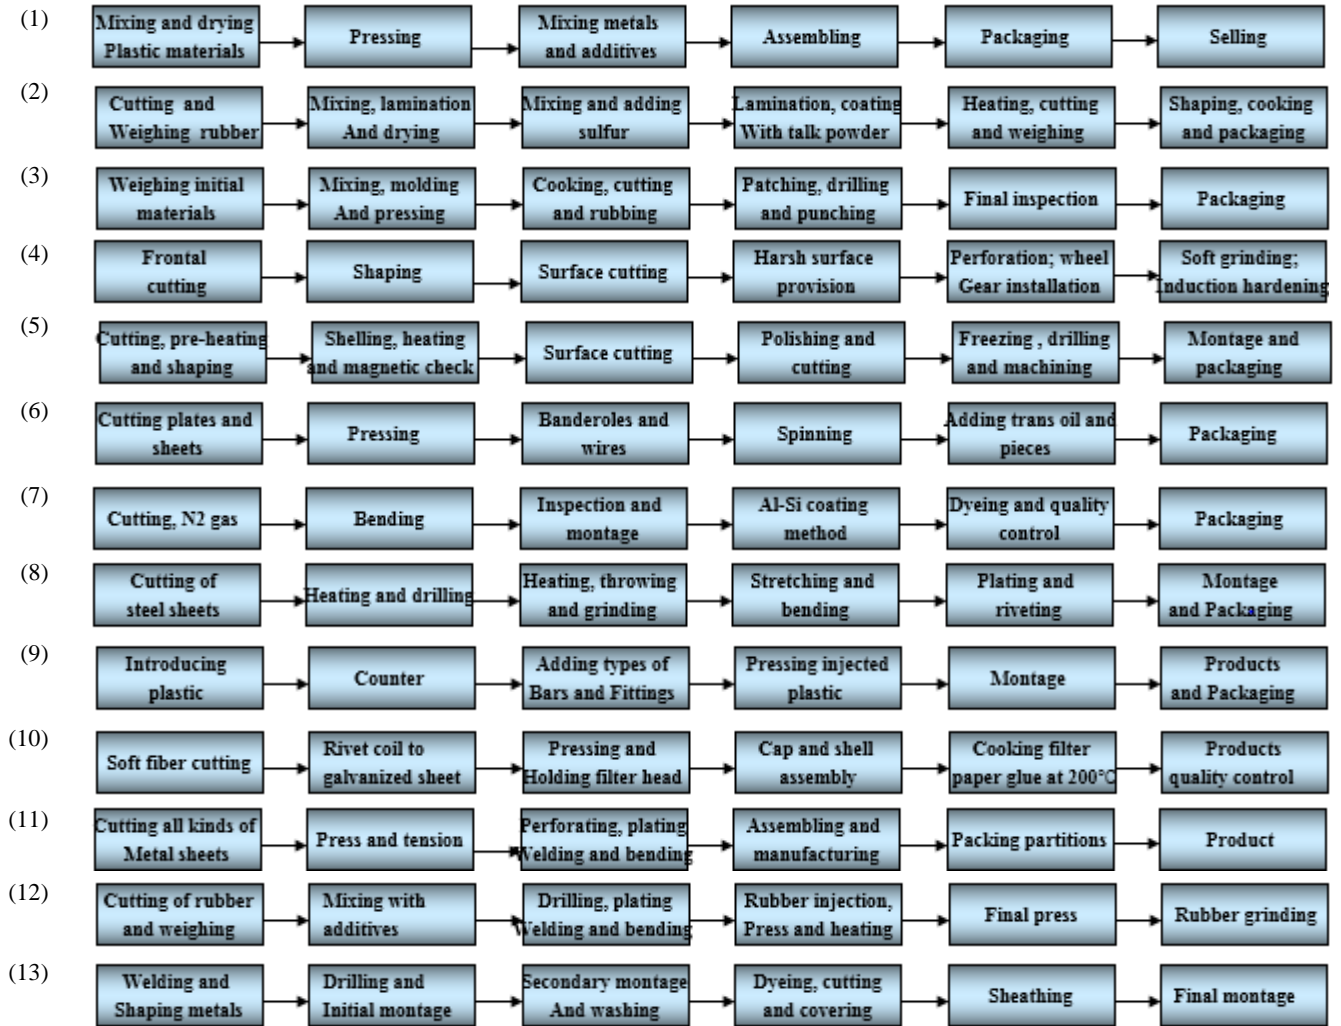 (1)
Mixing and drying
Plastic materials
Pressing
Mixing metals
and additives
Assembling
Packaging
Selling
(2)
Cutting and
Weighing rubber
Mixing, lamination
And drying
Mixing and adding
sulfur
Lamination, coating
With talk powder
Heating, cutting
and weighing
Shaping, cooking
and packaging
(3)
Weighing initial
materials
Mixing, molding
And pressing
Cooking, cutting
and rubbing
Patching, drilling
and punching
Final inspection
Packaging
(4)
Frontal
cutting
Shaping
Surface cutting
Harsh surface
provision
Perforation; wheel
Gear installation
Soft grinding;
Induction hardening
(5)
Cutting, pre-heating
and shaping
Shelling, heating
and magnetic check
Surface cutting
Polishing and
cutting
Freezing , drilling
and machining
Montage and
packaging
(6)
Cutting plates and
sheets
Pressing
Banderoles and
wires
Spinning
Adding trans oil and
pieces
Packaging
(7)
Cutting, N2 gas
Bending
Inspection and
montage
Al-Si coating
method
Dyeing and quality
control
Packaging
(8)
Cutting of
steel sheets
Heating and drilling
Heating, throwing
and grinding
Stretching and
bending
Plating and
riveting
Montage
and Packaging
(9)
Introducing
plastic
Counter
Adding types of
Bars and Fittings
Pressing injected
plastic
Montage
Products
and Packaging
(10)
Soft fiber cutting
Rivet coil to
galvanized sheet
Pressing and
Holding filter head
Cap and shell
assembly
Cooking filter
paper glue at 200°C
Products
quality control
(11)
Cutting all kinds of
Metal sheets
Press and tension
Perforating, plating
Welding and bending
Assembling and
manufacturing
Packing partitions
Product
(12)
Cutting of rubber
and weighing
Mixing with
additives
Drilling, plating
Welding and bending
Rubber injection,
Press and heating
Final press
Rubber grinding
(13)
Welding and
Shaping metals
Drilling and
Initial montage
Secondary montage
And washing
Dyeing, cutting
and covering
Sheathing
Final montage